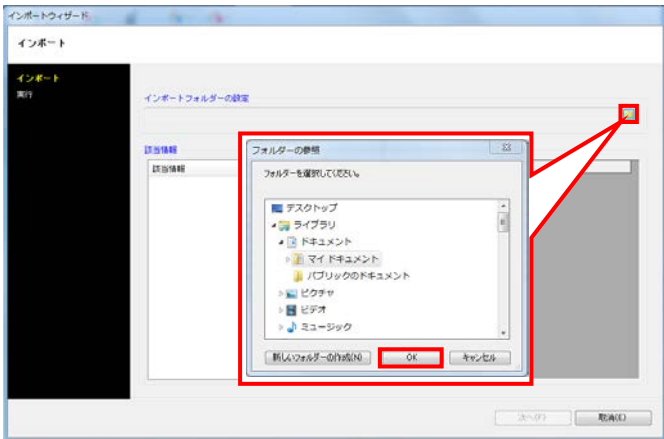 インポートウィザード
インポート
インポート
実行
インポートフォルダーの設定
該当情報
該当情報
フォルダーの参照
フォルダーを選択してください。
デスクトップ
ライブラリ
ドキュメント
マイ ドキュメント
パブリックのドキュメント
ピクチャ
ビデオ
ミュージック
新しいフォルダーの作成(N)
OK
キャンセル
次へ(F)
取消(C)